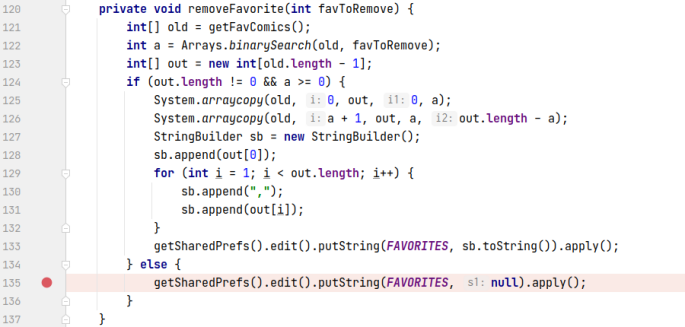 120 private void removeFavorite(int favToRemove) {
121 int[] old = getFavComics();
122 int a = Arrays.binarySearch(old, favToRemove);
123 int[] out = new int[old.length - 1];
124 if (out.length != 0 && a >= 0) {
125 System.arraycopy(old, i: 0, out, i1: 0, a);
126 System.arraycopy(old, i: a + 1, out, a, i2: out.length - a);
127 StringBuilder sb = new StringBuilder();
128 sb.append(out[0]);
129 for (int i = 1; i < out.length; i++) {
130 sb.append(",");
131 sb.append(out[i]);
132 }
133 getSharedPrefs().edit().putString(FAVORITES, sb.toString()).apply();
134 } else {
135 getSharedPrefs().edit().putString(FAVORITES, s1: null).apply();
136 }
137 }